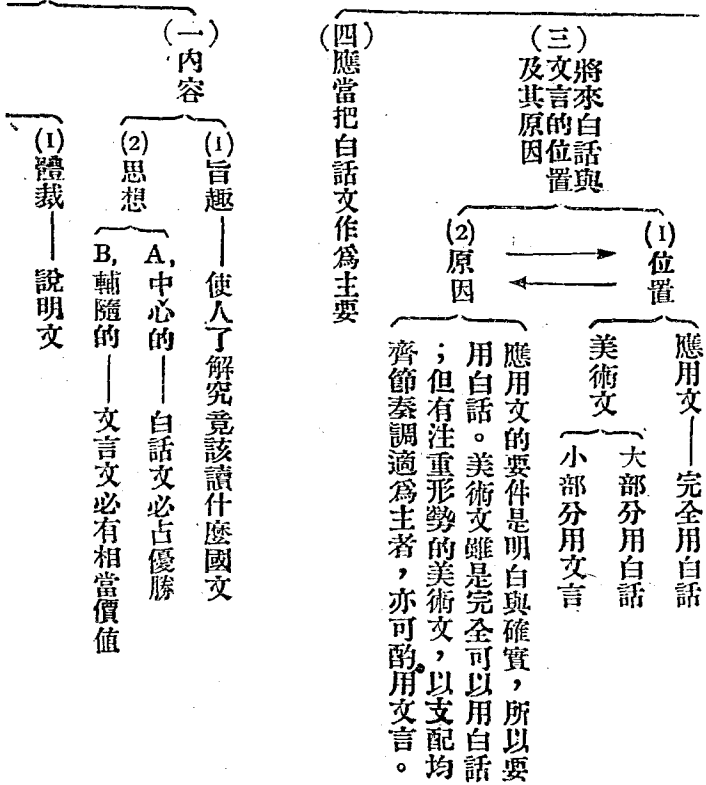 (三)將來白話與
文言的位置
及其原因
(1)位置
應用文——完全用白話
美術文
大部分用白話
小部分用文言
(2)原因
應用文的要件是明白與確實，所以要
用白話。美術文雖是完全可以用白話
；但有注重形勢的美術文，以支配均
齊節奏調適爲主者，亦可酌用文言。
(四)應當把白話文作爲主要
(一)內容
(1)旨趣——使人了解究竟該讀什麽國文
(2)思想
A,中心的——白話文必占優勝
B,輔隨的——文言文必有相當價値
(1)體裁——說明文